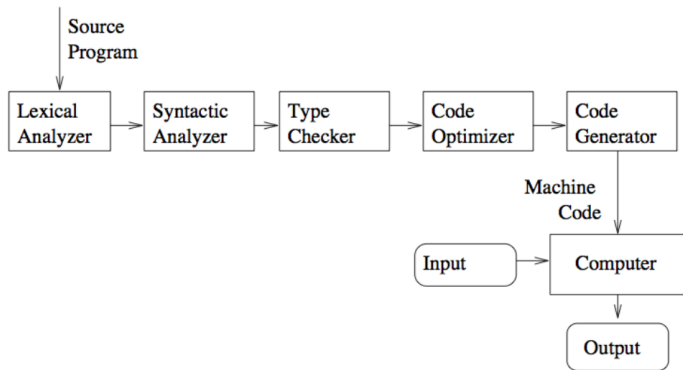 Source
Program
Lexical
Analyzer
Syntactic
Analyzer
Type
Checker
Code
Optimizer
Code
Generator
Machine
Code
Input
Computer
Output